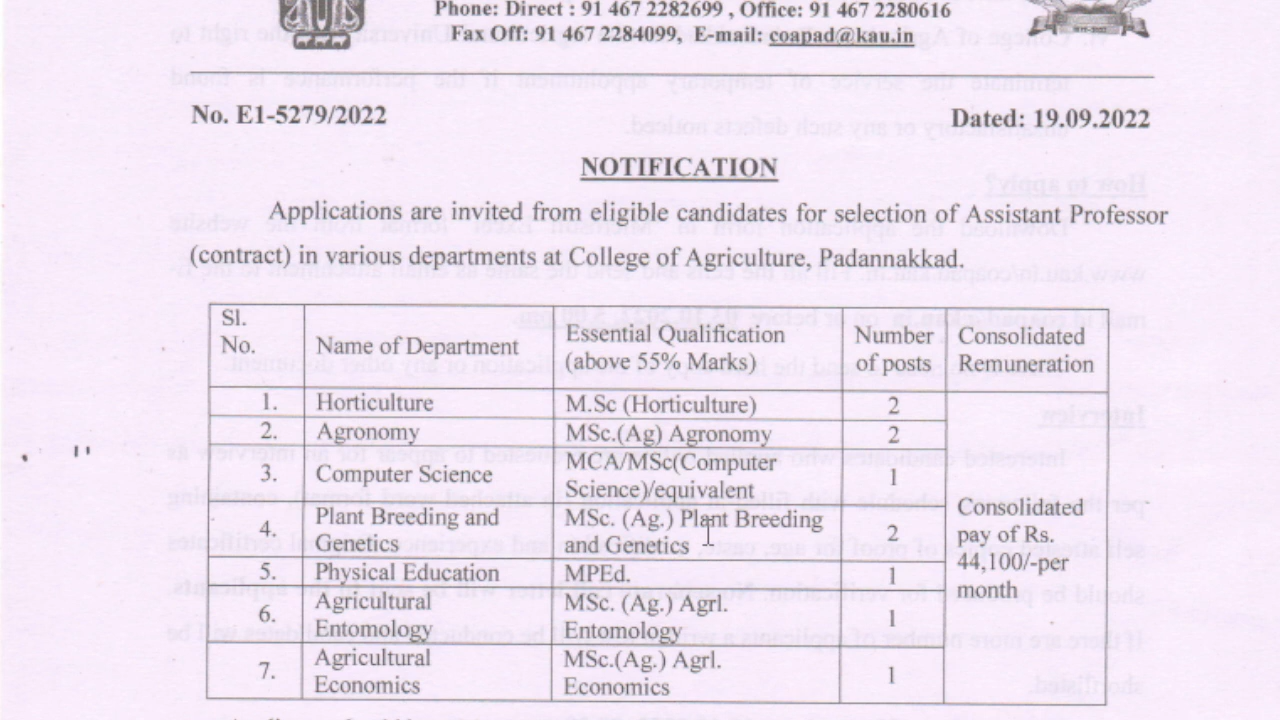 Phone: Direct : 91 467 2282699 , Office: 91 467 2280616
Fax Off: 91 467 2284099, E-mail: coapad@kau.in
No. E1-5279/2022
Dated: 19.09.2022
NOTIFICATION
Applications are invited from eligible candidates for selection of Assistant Professor
(contract) in various departments at College of Agriculture, Padannakkad.
Sl. No.
Name of Department
Essential Qualification (above 55% Marks)
Number of posts
Consolidated Remuneration
1. Horticulture M.Sc (Horticulture) 2
2. Agronomy MSc.(Ag) Agronomy 2
3. Computer Science MCA/MSc(Computer Science)/equivalent 1
4. Plant Breeding and Genetics MSc. (Ag.) Plant Breeding and Genetics 2
5. Physical Education MPEd. 1
6. Agricultural Entomology MSc. (Ag.) Agrl. Entomology 1
7. Agricultural Economics MSc.(Ag.) Agrl. Economics 1
Consolidated
pay of Rs.
44,100/-per
month